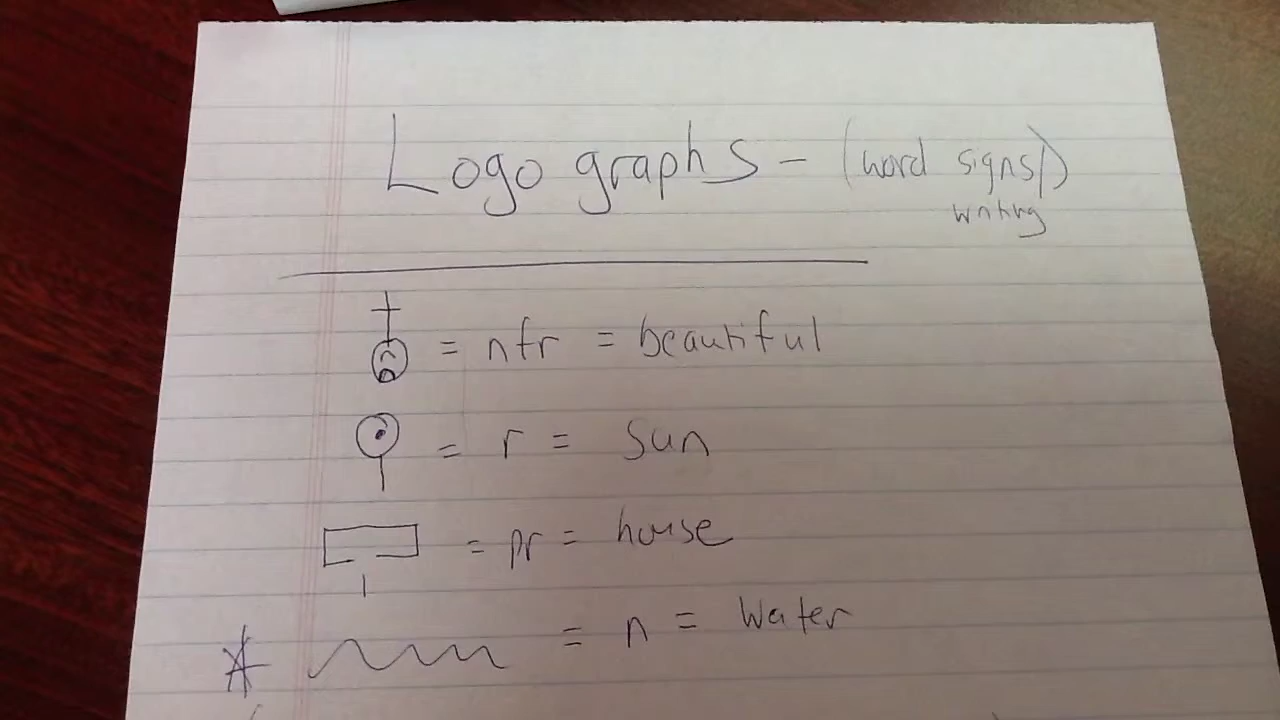 Logographs - (word signs)
writing
= nfr = beautiful
= r = sun
= pr = house
* = n = water